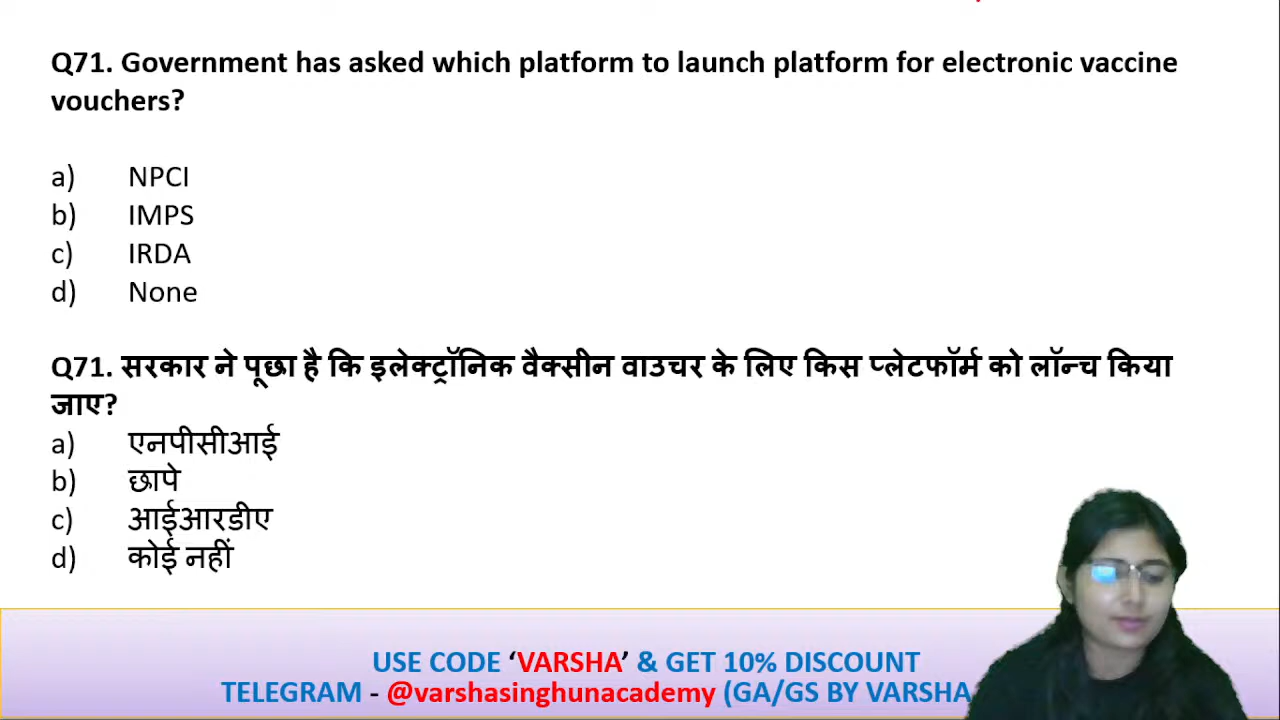 Q71. Government has asked which platform to launch platform for electronic vaccine
vouchers?
a) NPCI
b) IMPS
c) IRDA
d) None
Q71. सरकार ने पूछा है कि इलेक्ट्रॉनिक वैक्सीन वाउचर के लिए किस प्लेटफॉर्म को लॉन्च किया
जाए?
a) एनपीसीआई
b) छापे
c) आईआरडीए
d) कोई नहीं
USE CODE ‘VARSHA’ & GET 10% DISCOUNT
TELEGRAM - @varshasinghunacademy (GA/GS BY VARSHA